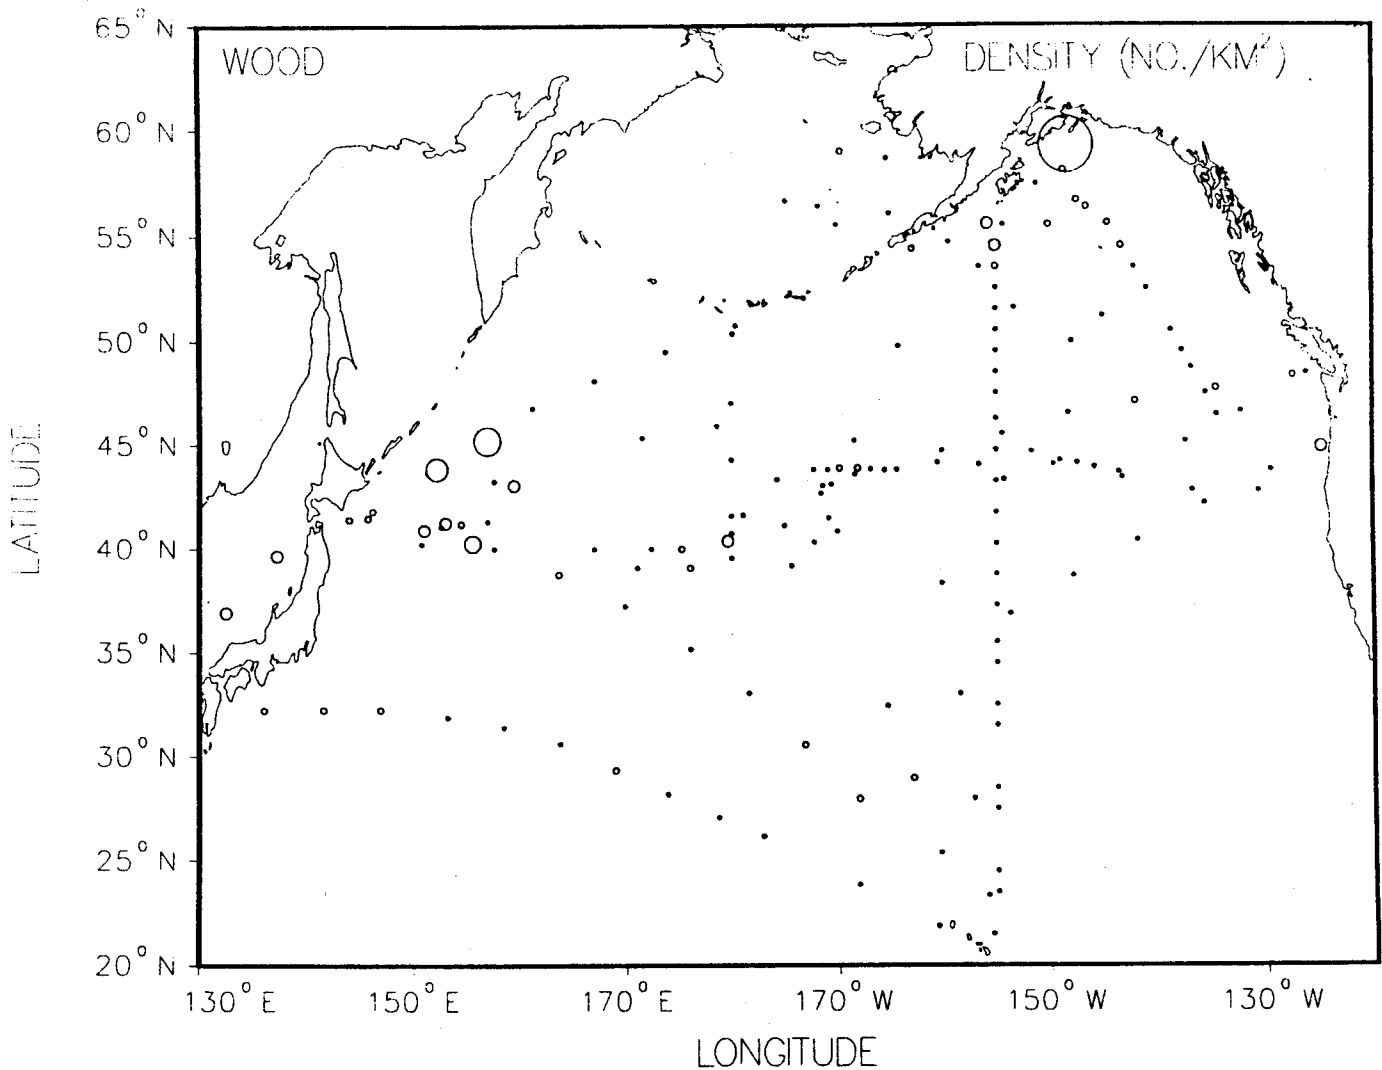 WOOD
DENSITY (NO./KM²)
65° N
60° N
55° N
50° N
45° N
40° N
35° N
30° N
25° N
20° N
LATITUDE
130° E
150° E
170° E
170° W
150° W
130° W
LONGITUDE